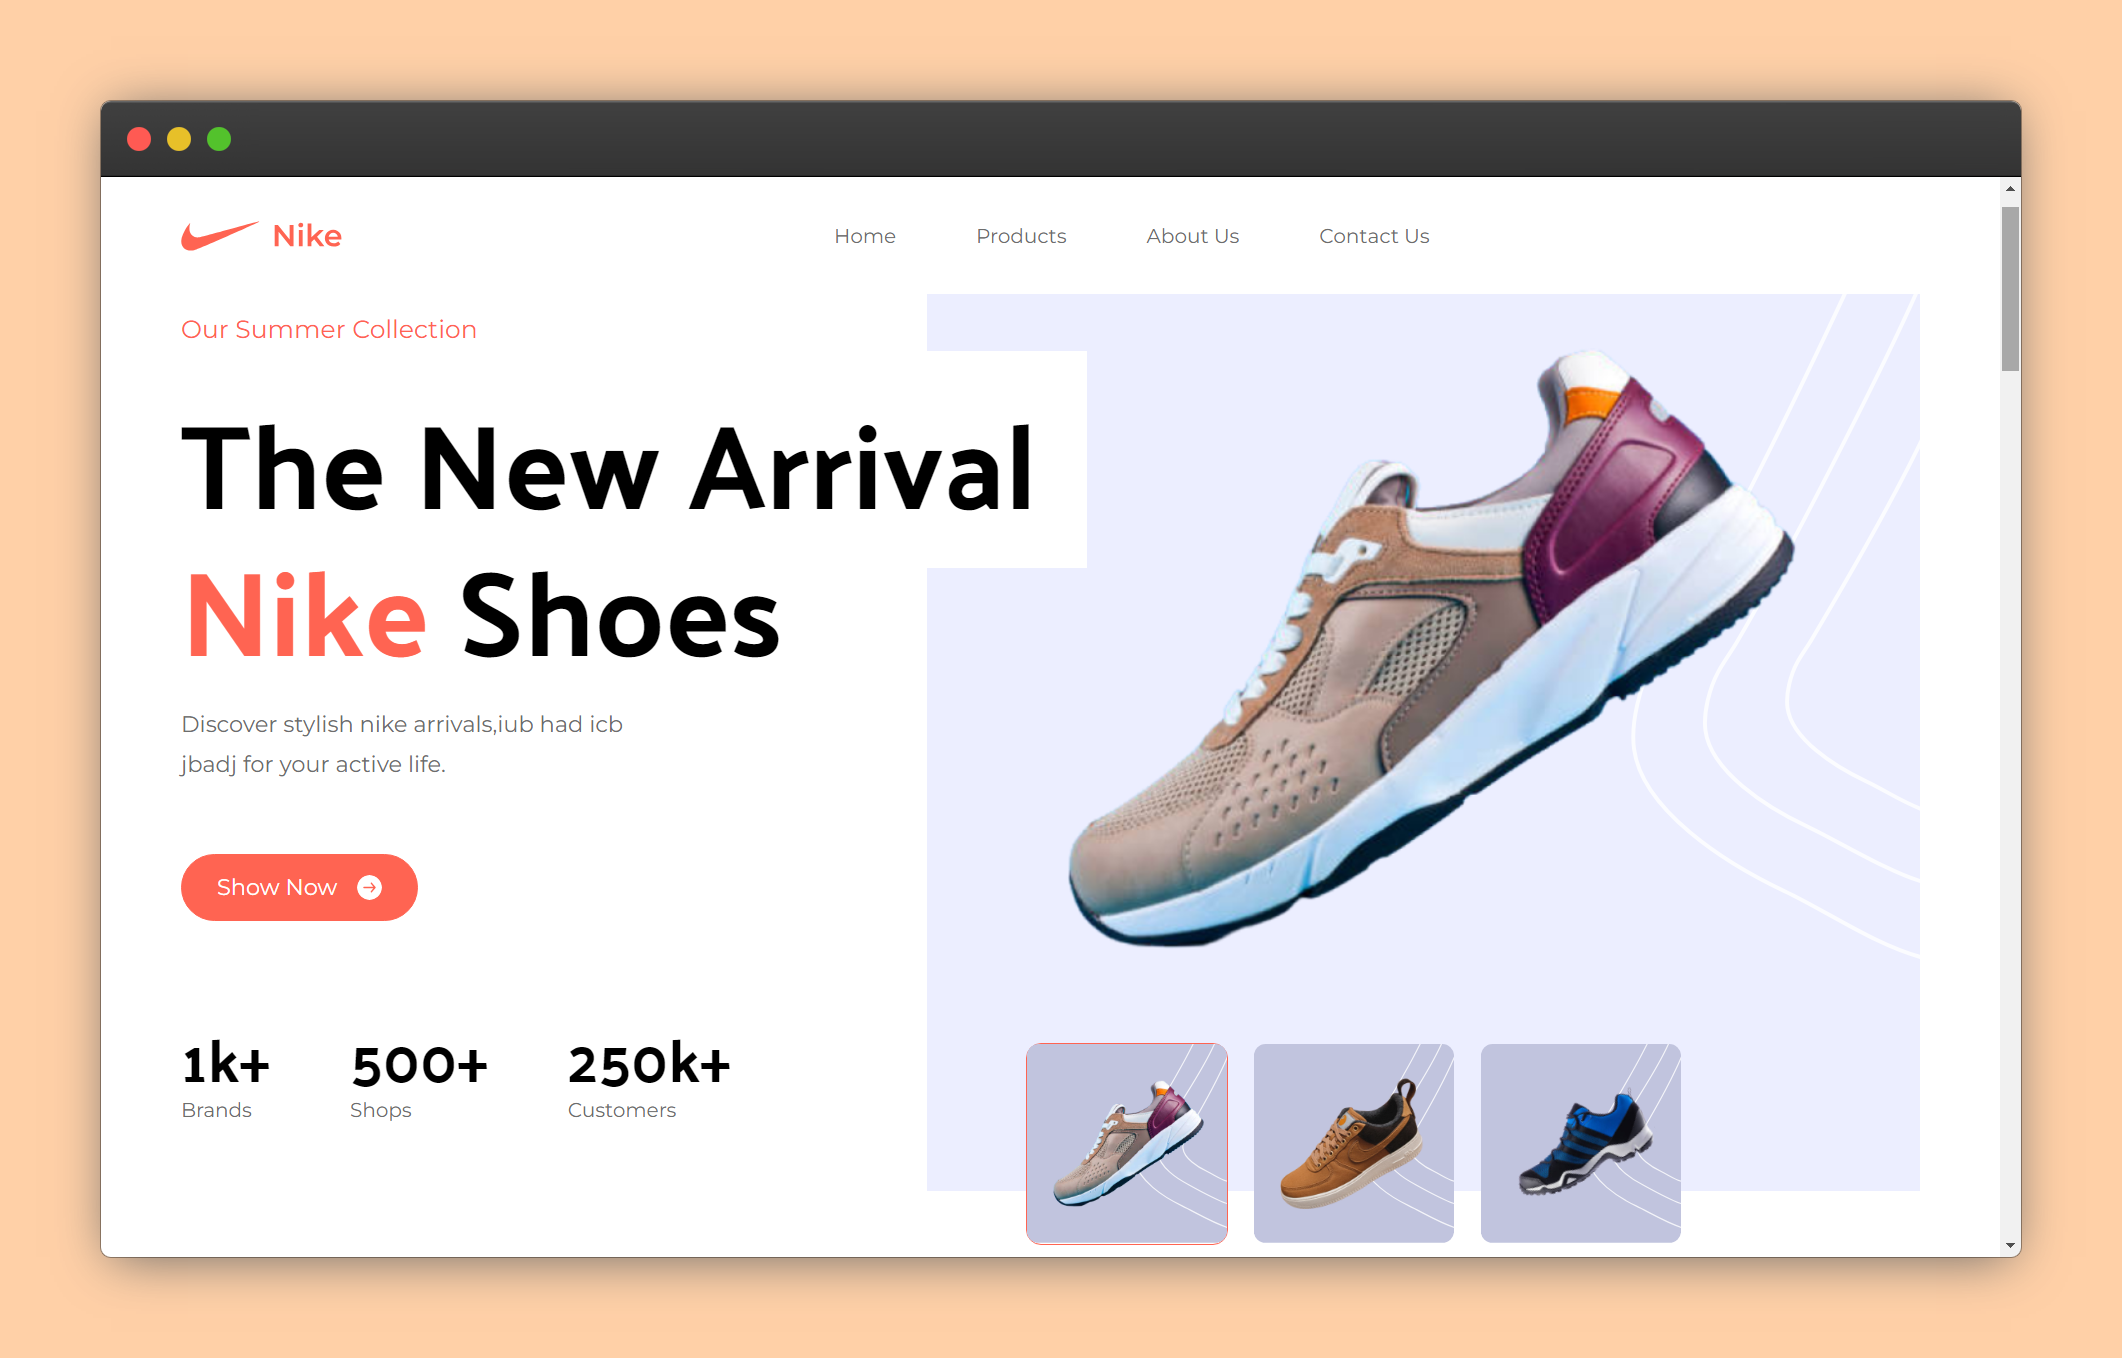 Nike
Home
Products
About Us
Contact Us
Our Summer Collection
The New Arrival
Nike Shoes
Discover stylish nike arrivals,iub had icb
jbadj for your active life.
Show Now
1k+
Brands
500+
Shops
250k+
Customers